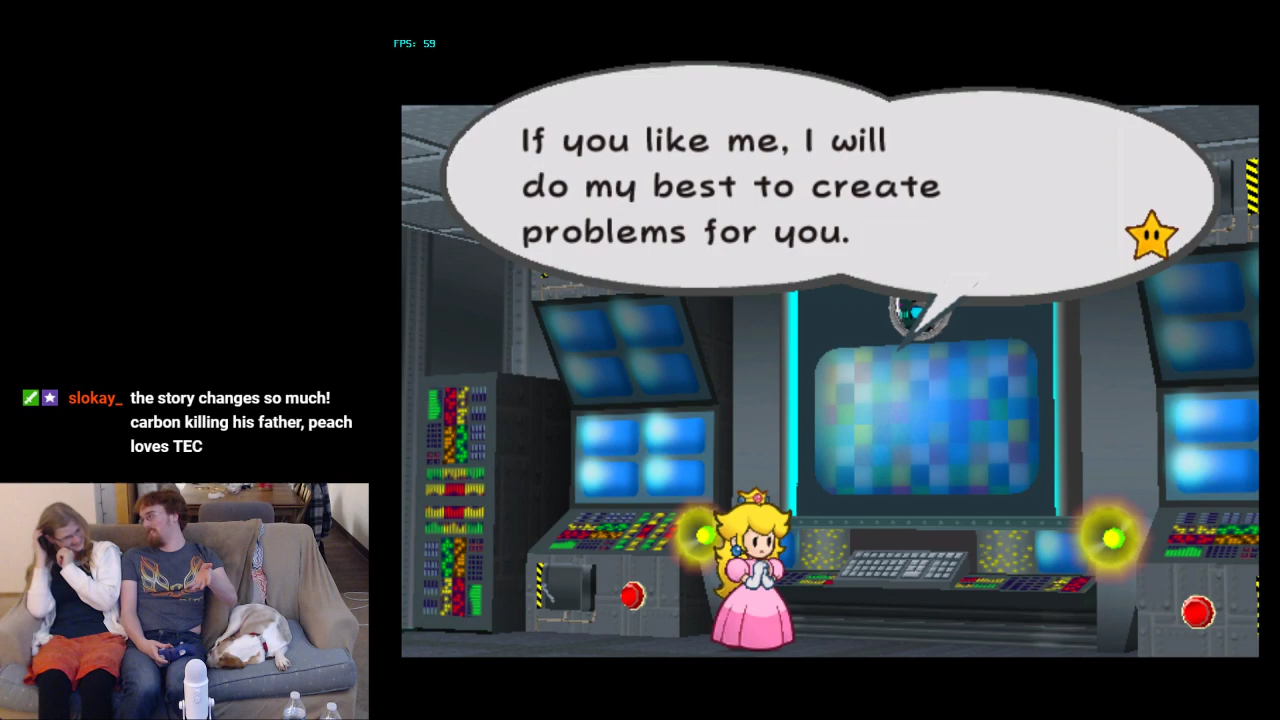 FPS: 59
If you like me, I will
do my best to create
problems for you.
slokay_ the story changes so much!
carbon killing his father, peach
loves TEC